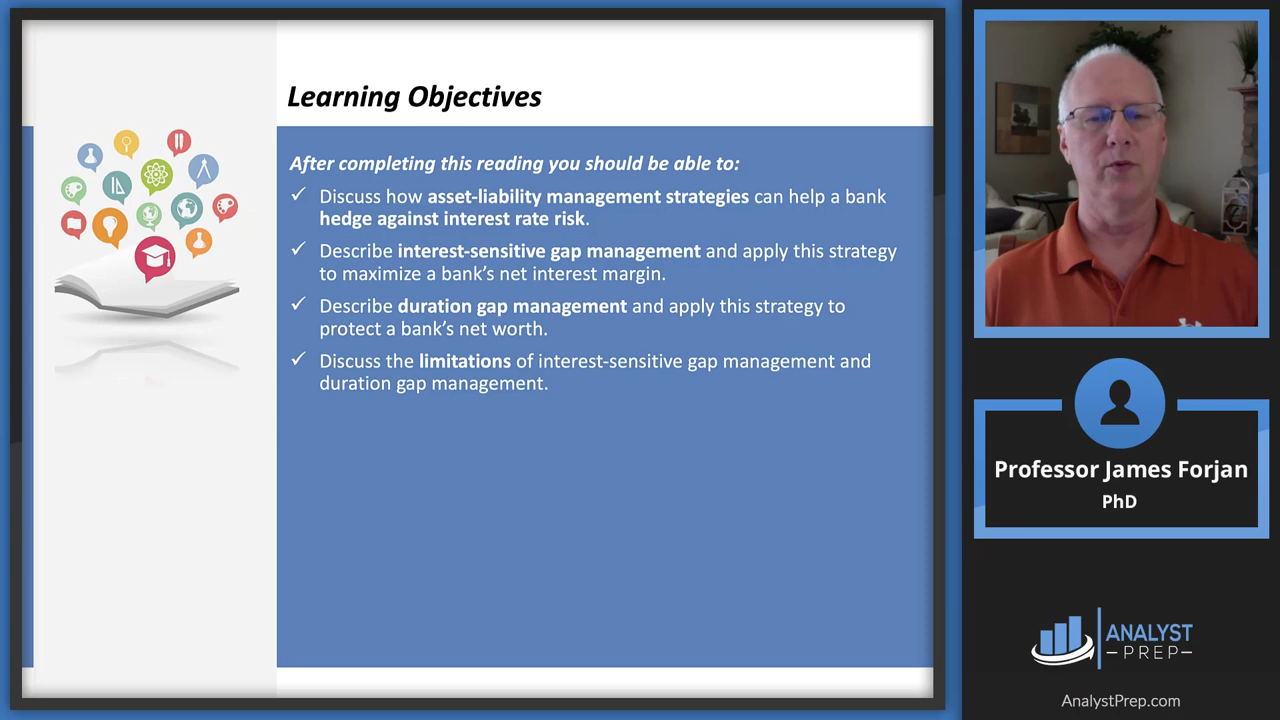 Learning Objectives
After completing this reading you should be able to:
✓ Discuss how asset-liability management strategies can help a bank
hedge against interest rate risk.
✓ Describe interest-sensitive gap management and apply this strategy
to maximize a bank's net interest margin.
✓ Describe duration gap management and apply this strategy to
protect a bank's net worth.
✓ Discuss the limitations of interest-sensitive gap management and
duration gap management.
Professor James Forjan
PhD
ANALYST
PREP
AnalystPrep.com